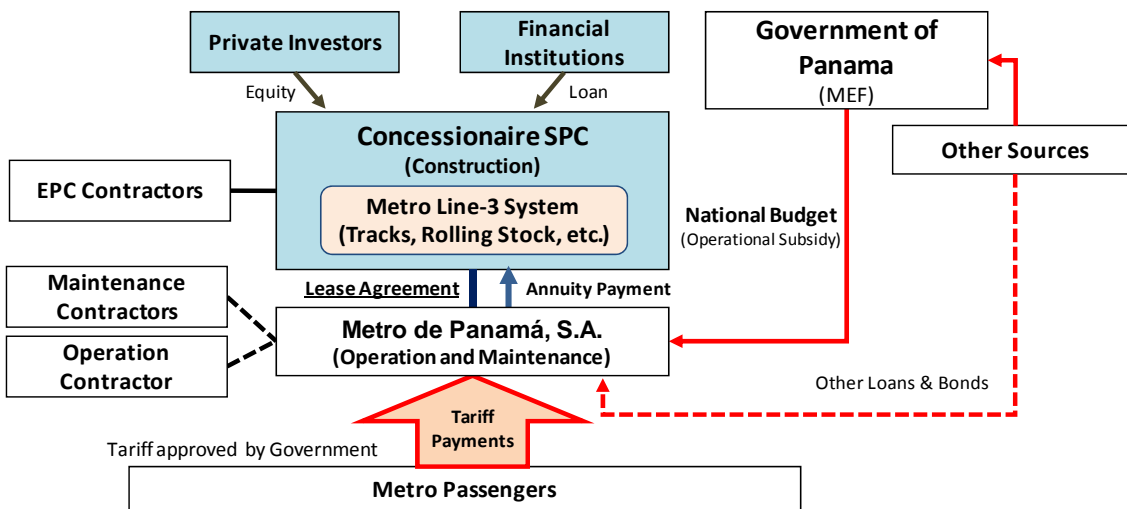 Private Investors
Financial
Institutions
Government of
Panama
(MEF)
Equity
Loan
Concessionaire SPC
(Construction)
Other Sources
EPC Contractors
Metro Line-3 System
(Tracks, Rolling Stock, etc.)
National Budget
(Operational Subsidy)
Maintenance
Contractors
Lease Agreement
Annuity Payment
Metro de Panamá, S.A.
(Operation and Maintenance)
Operation
Contractor
Other Loans & Bonds
Tariff
Payments
Tariff approved by Government
Metro Passengers